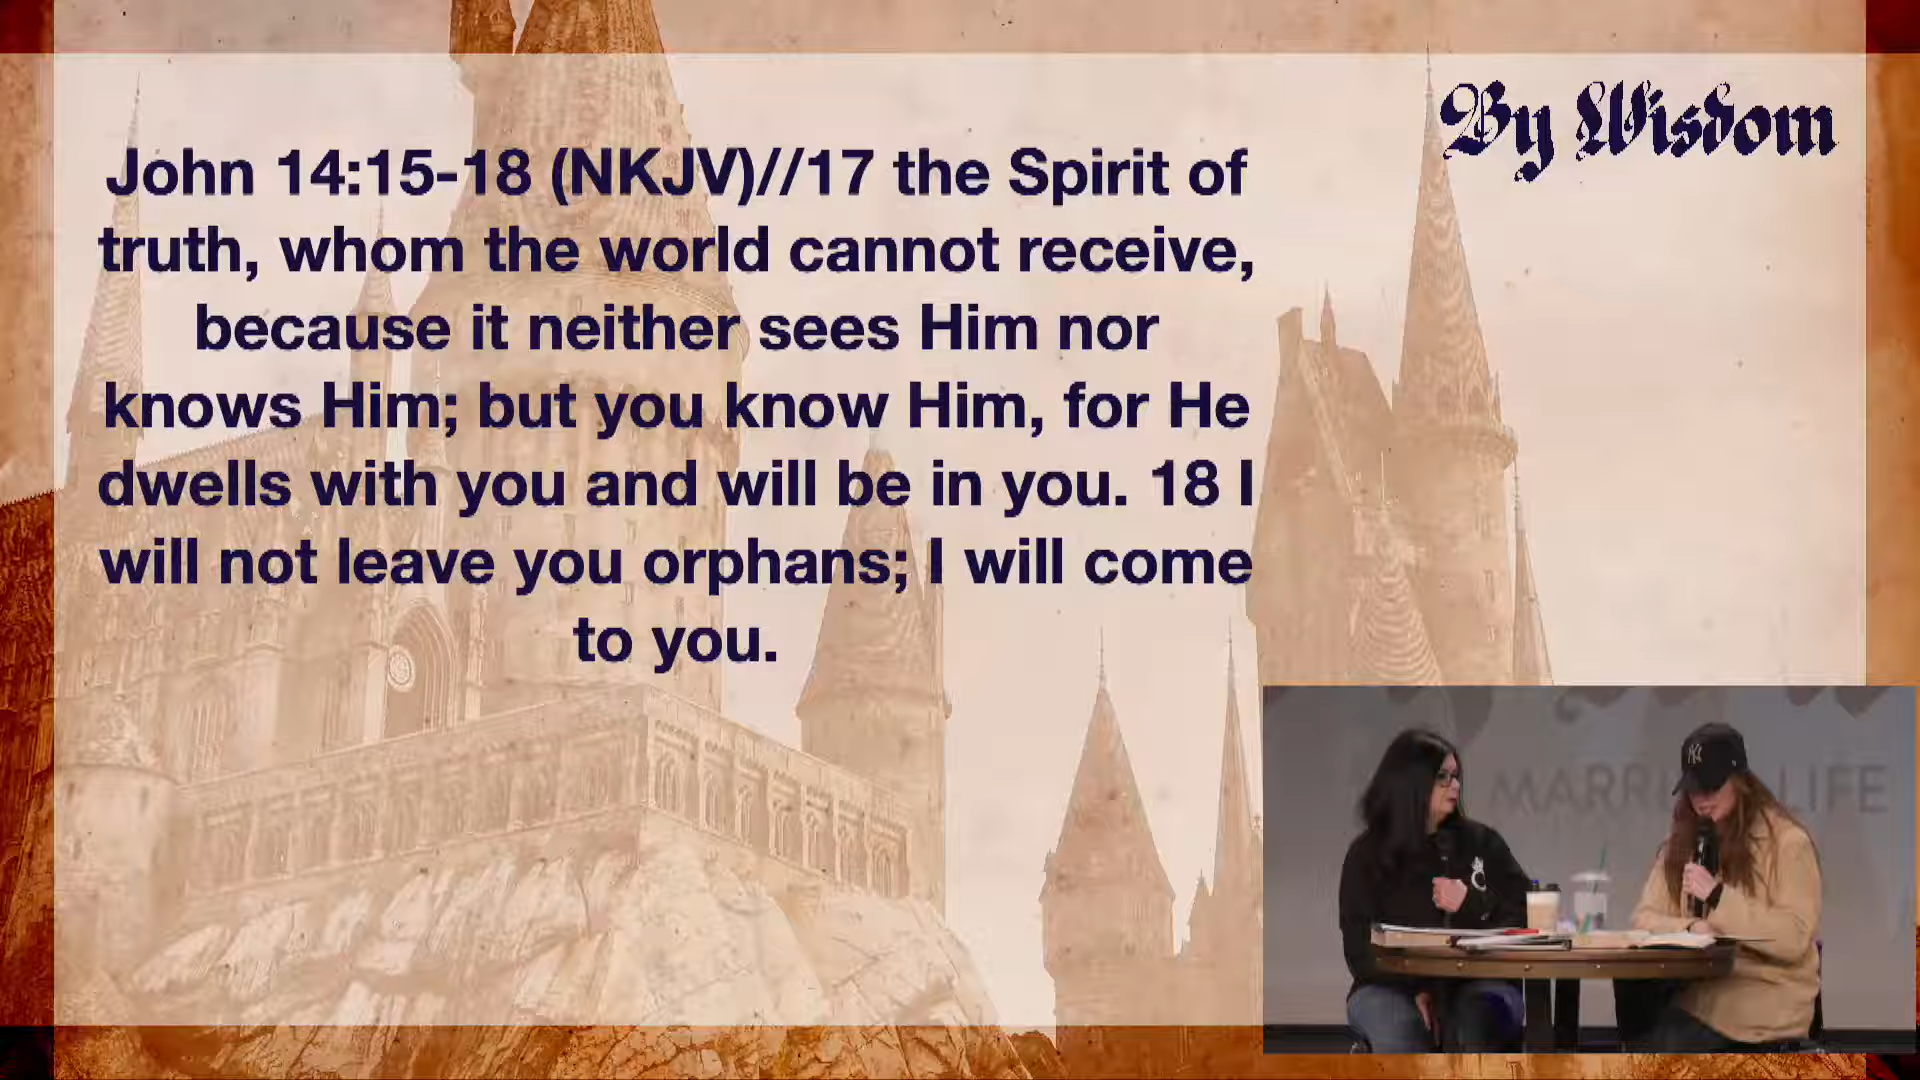 By Wisdom
John 14:15-18 (NKJV)//17 the Spirit of
truth, whom the world cannot receive,
because it neither sees Him nor
knows Him; but you know Him, for He
dwells with you and will be in you. 18 I
will not leave you orphans; I will come
to you.
NY
LIFE